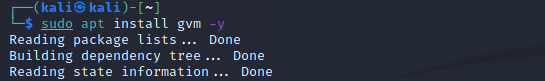 ┌──(kali㉿kali)-[~]
└─$ sudo apt install gvm -y
Reading package lists... Done
Building dependency tree... Done
Reading state information... Done